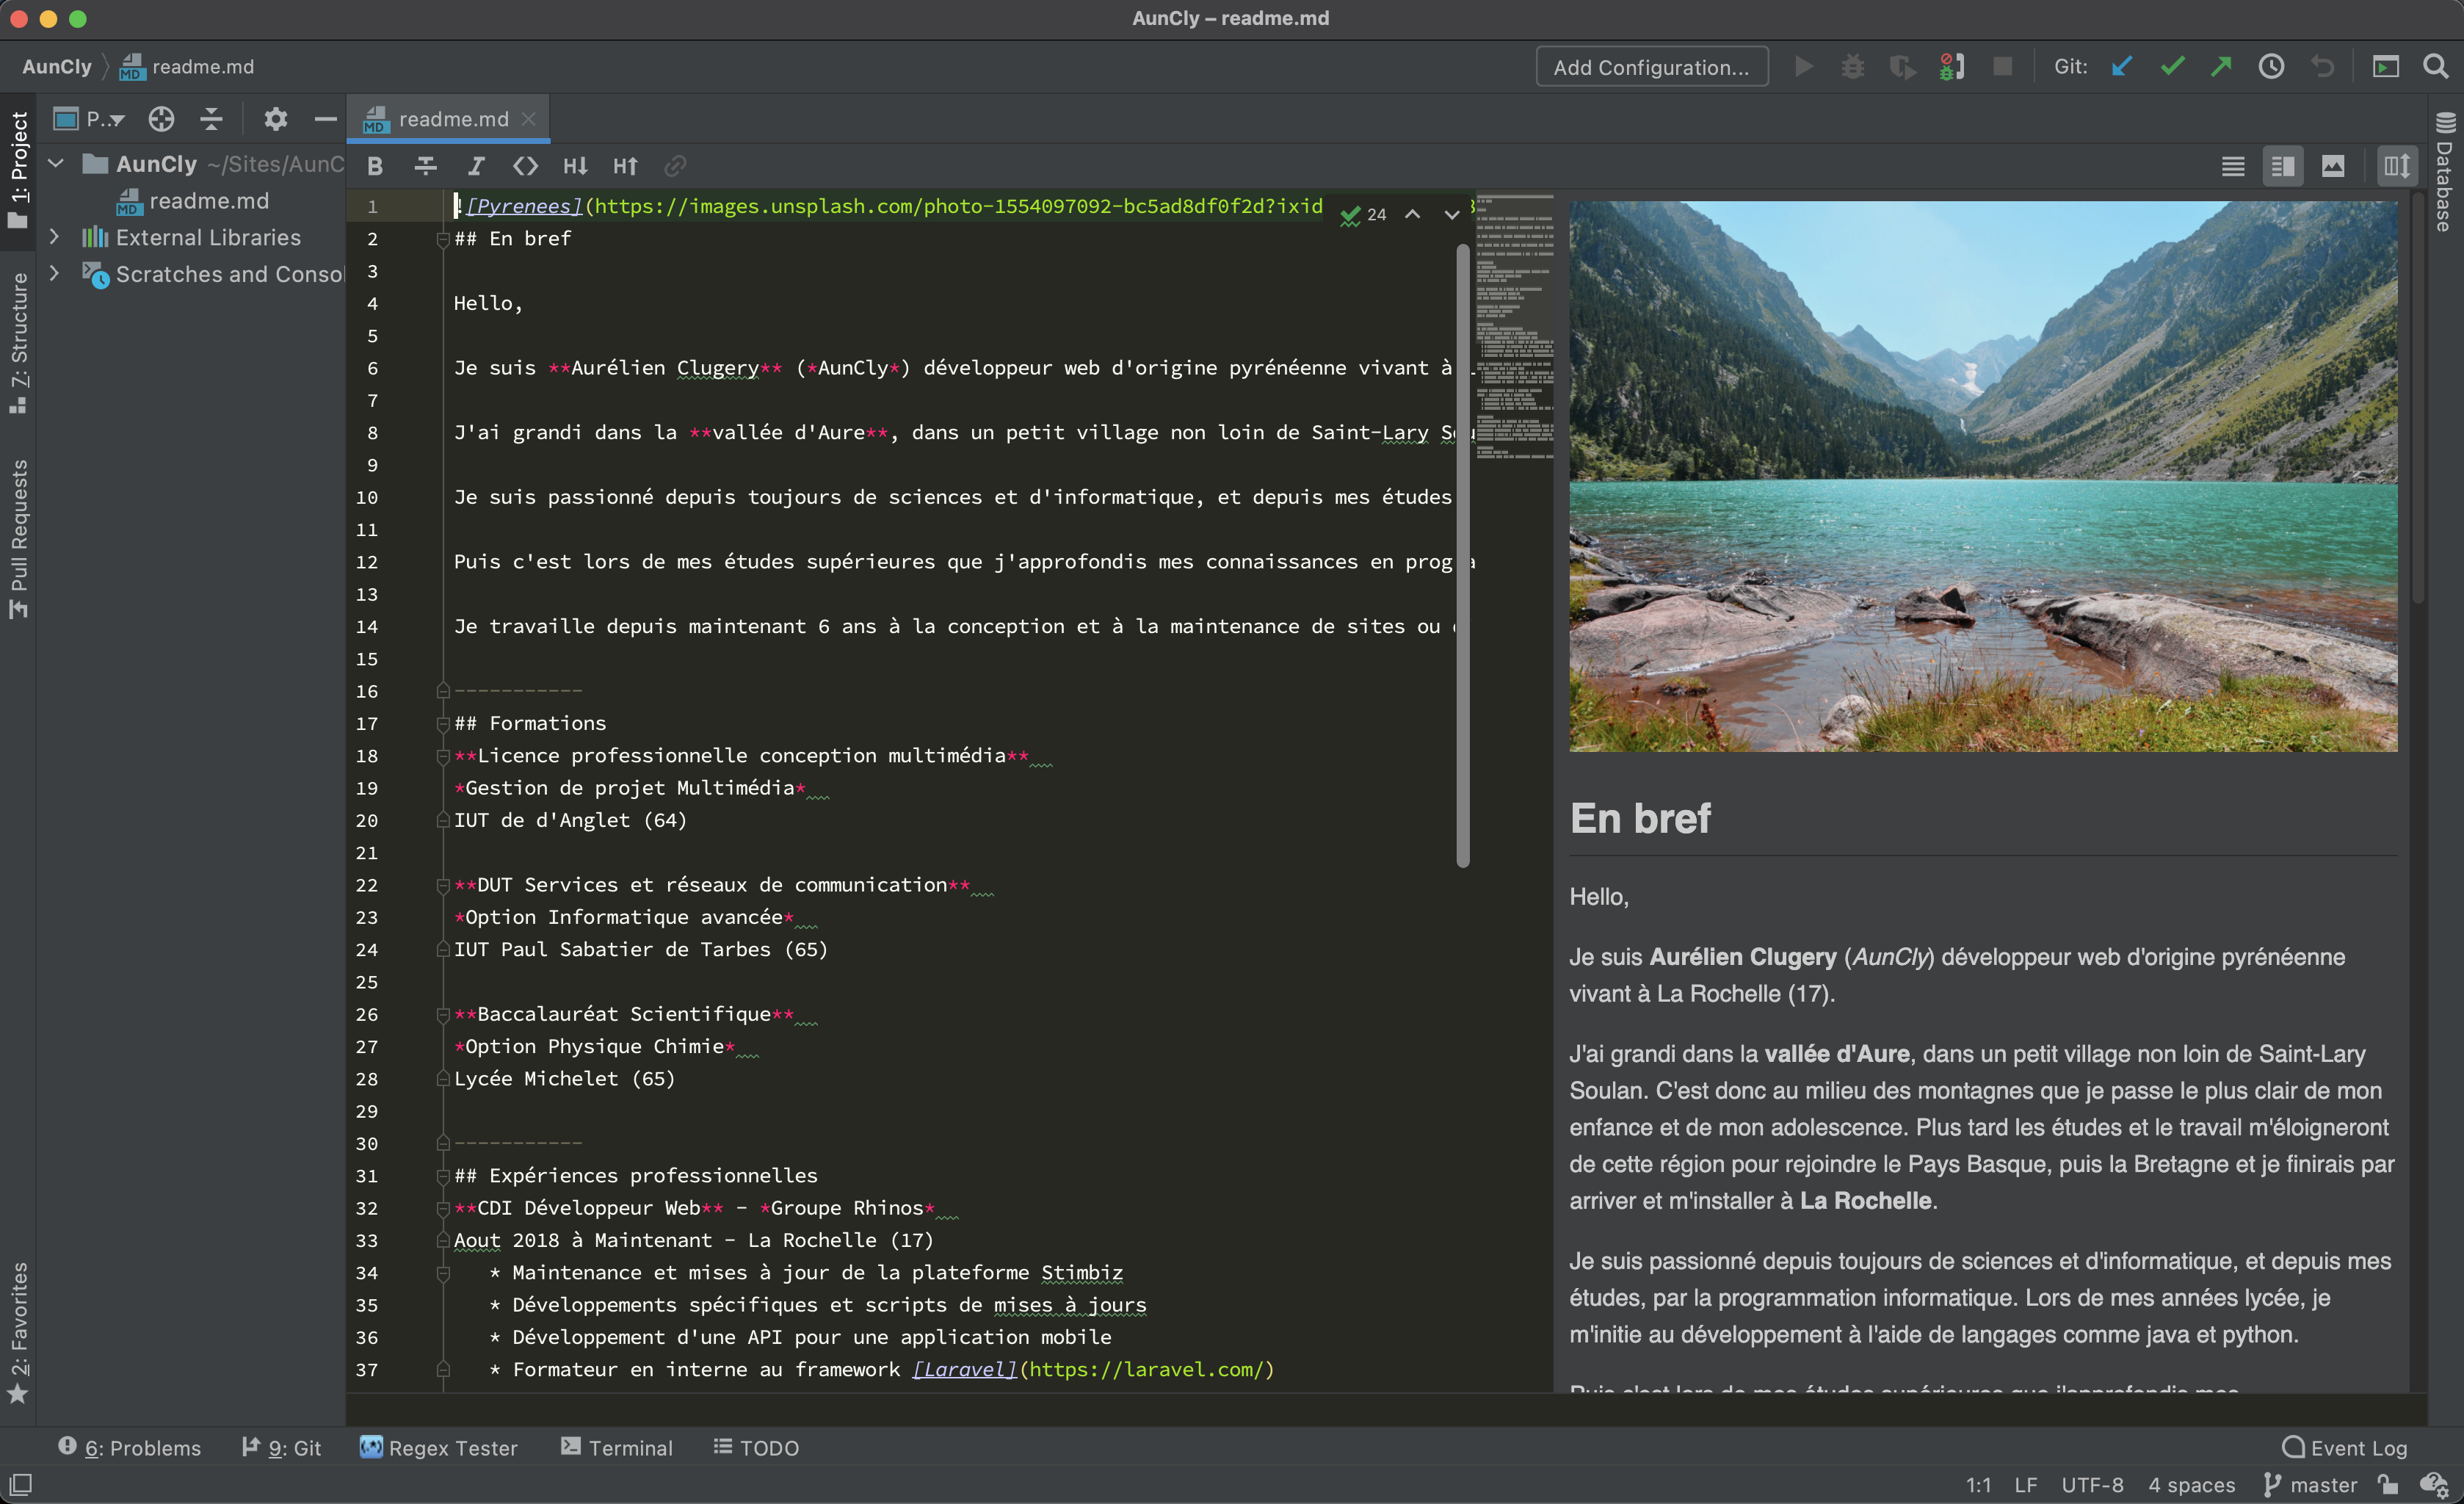 AunCly – readme.md
AunCly readme.md
Add Configuration...
Git:
P...
readme.md
1: Project
7: Structure
Pull Requests
2: Favorites
Database
AunCly ~/Sites/AunC
readme.md
External Libraries
Scratches and Consol
24
1 ![Pyrenees](https://images.unsplash.com/photo-1554097092-bc5ad8df0f2d?ixid
2 ## En bref
3
4 Hello,
5
6 Je suis **Aurélien Clugery** (*AunCly*) développeur web d'origine pyrénéenne vivant à
7
8 J'ai grandi dans la **vallée d'Aure**, dans un petit village non loin de Saint-Lary So
9
10 Je suis passionné depuis toujours de sciences et d'informatique, et depuis mes études
11
12 Puis c'est lors de mes études supérieures que j'approfondis mes connaissances en progra
13
14 Je travaille depuis maintenant 6 ans à la conception et à la maintenance de sites ou
15
16 -----------
17 ## Formations
18 **Licence professionnelle conception multimédia**
19 *Gestion de projet Multimédia*
20 IUT de d'Anglet (64)
21
22 **DUT Services et réseaux de communication**
23 *Option Informatique avancée*
24 IUT Paul Sabatier de Tarbes (65)
25
26 **Baccalauréat Scientifique**
27 *Option Physique Chimie*
28 Lycée Michelet (65)
29
30 -----------
31 ## Expériences professionnelles
32 **CDI Développeur Web** - *Groupe Rhinos*
33 Aout 2018 à Maintenant - La Rochelle (17)
34 * Maintenance et mises à jour de la plateforme Stimbiz
35 * Développements spécifiques et scripts de mises à jours
36 * Développement d'une API pour une application mobile
37 * Formateur en interne au framework [Laravel](https://laravel.com/)
En bref
Hello,
Je suis Aurélien Clugery (AunCly) développeur web d'origine pyrénéenne
vivant à La Rochelle (17).
J'ai grandi dans la vallée d'Aure, dans un petit village non loin de Saint-Lary
Soulan. C'est donc au milieu des montagnes que je passe le plus clair de mon
enfance et de mon adolescence. Plus tard les études et le travail m'éloigneront
de cette région pour rejoindre le Pays Basque, puis la Bretagne et je finirais par
arriver et m'installer à La Rochelle.
Je suis passionné depuis toujours de sciences et d'informatique, et depuis mes
études, par la programmation informatique. Lors de mes années lycée, je
m'initie au développement à l'aide de langages comme java et python.
Puis c'est lors de mes études supérieures que j'approfondis mes
6: Problems 9: Git Regex Tester Terminal TODO Event Log
1:1 LF UTF-8 4 spaces master